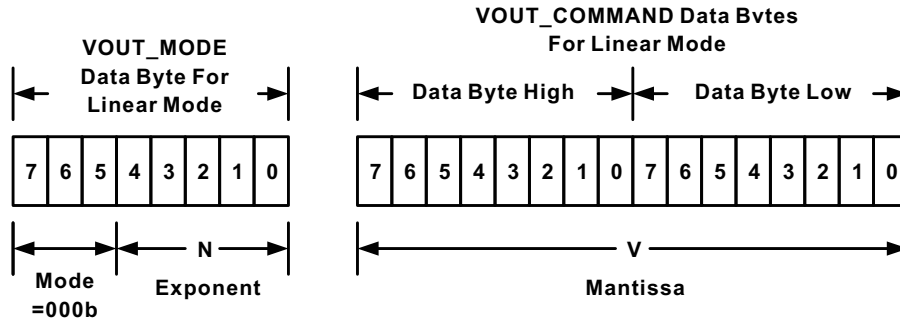 VOUT_MODE
Data Byte For
Linear Mode
VOUT_COMMAND Data Bytes
For Linear Mode
Data Byte High
Data Byte Low
7 6 5 4 3 2 1 0
7 6 5 4 3 2 1 0 7 6 5 4 3 2 1 0
N
V
Mode
=000b
Exponent
Mantissa